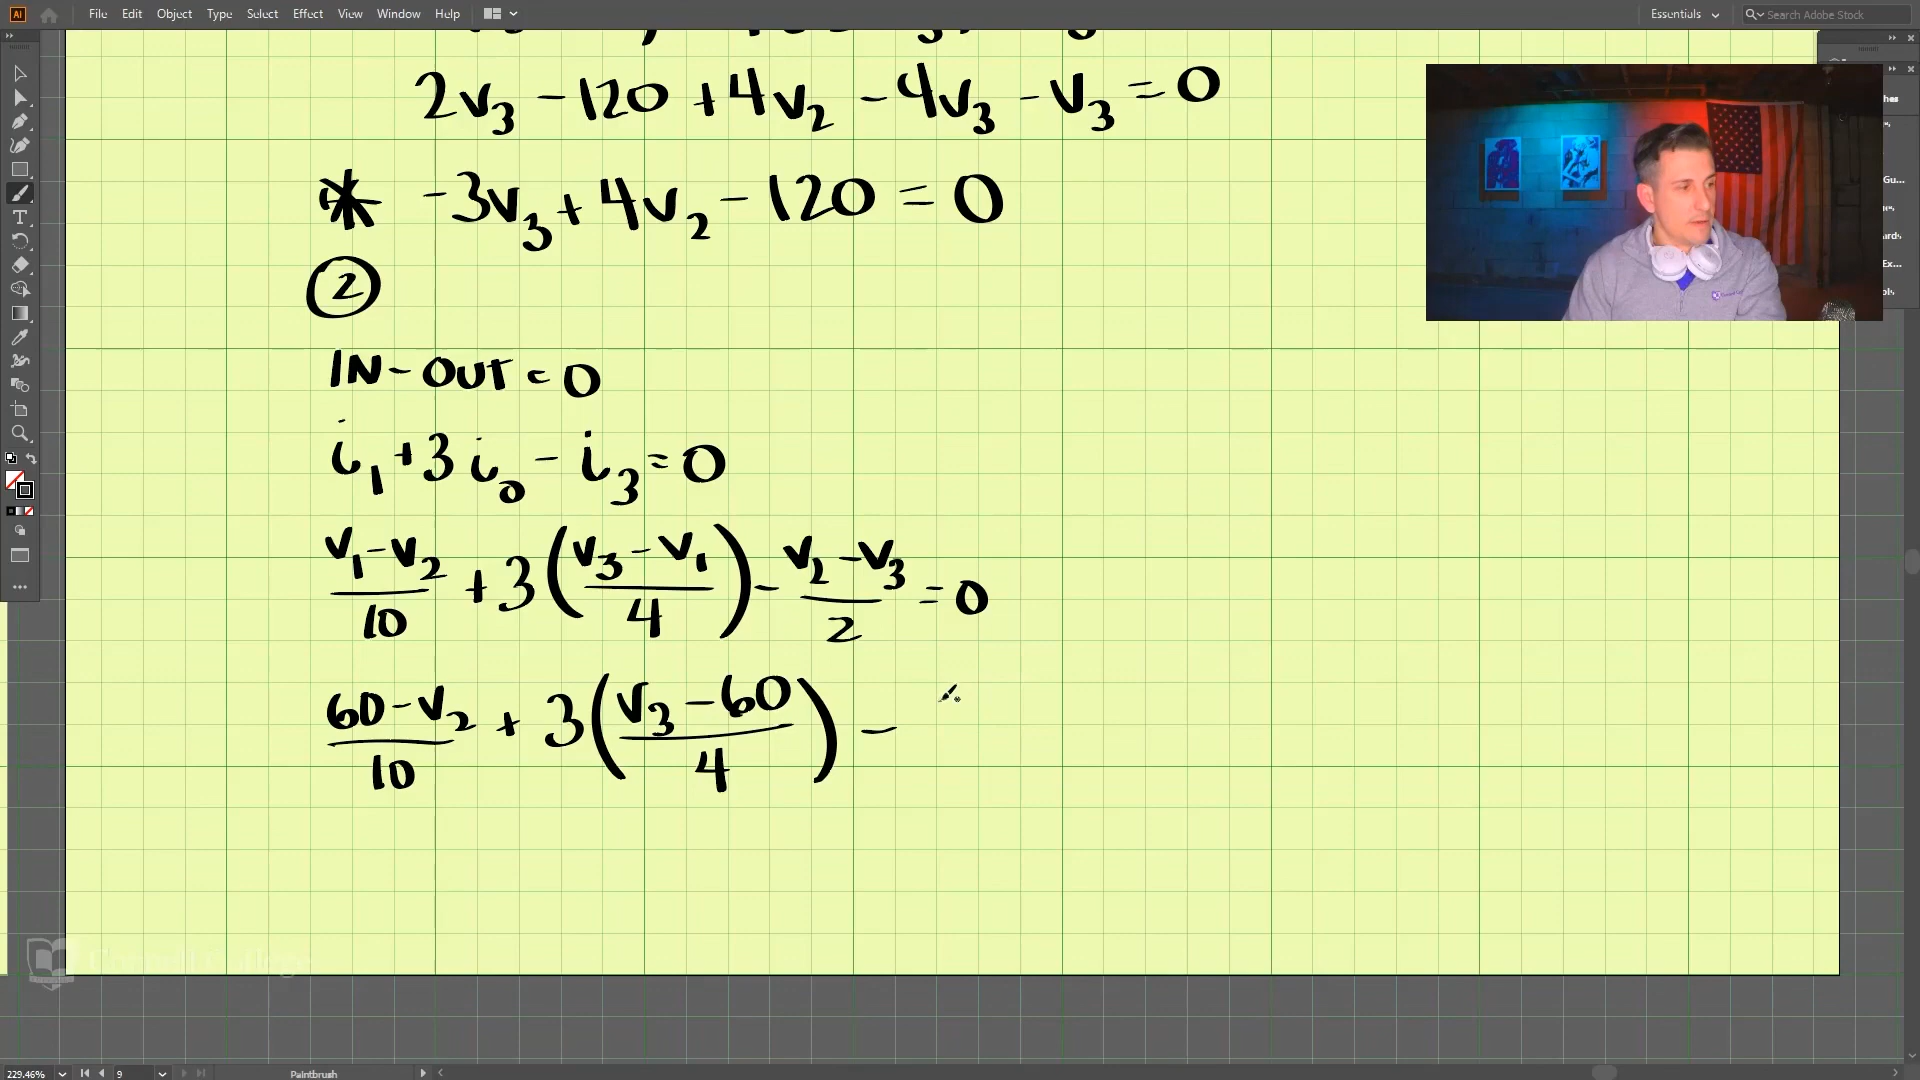 Ai File Edit Object Type Select Effect View Window Help Essentials Search Adobe Stock
2v₃ - 120 + 4v₂ - 4v₃ - v₃ = 0
* -3v₃ + 4v₂ - 120 = 0
②
IN - OUT = 0
i₁ + 3i₀ - i₃ = 0
(v₁ - v₂)/10 + 3((v₃ - v₁)/4) - (v₂ - v₃)/2 = 0
(60 - v₂)/10 + 3((v₃ - 60)/4) -
229.46% 9 Paintbrush